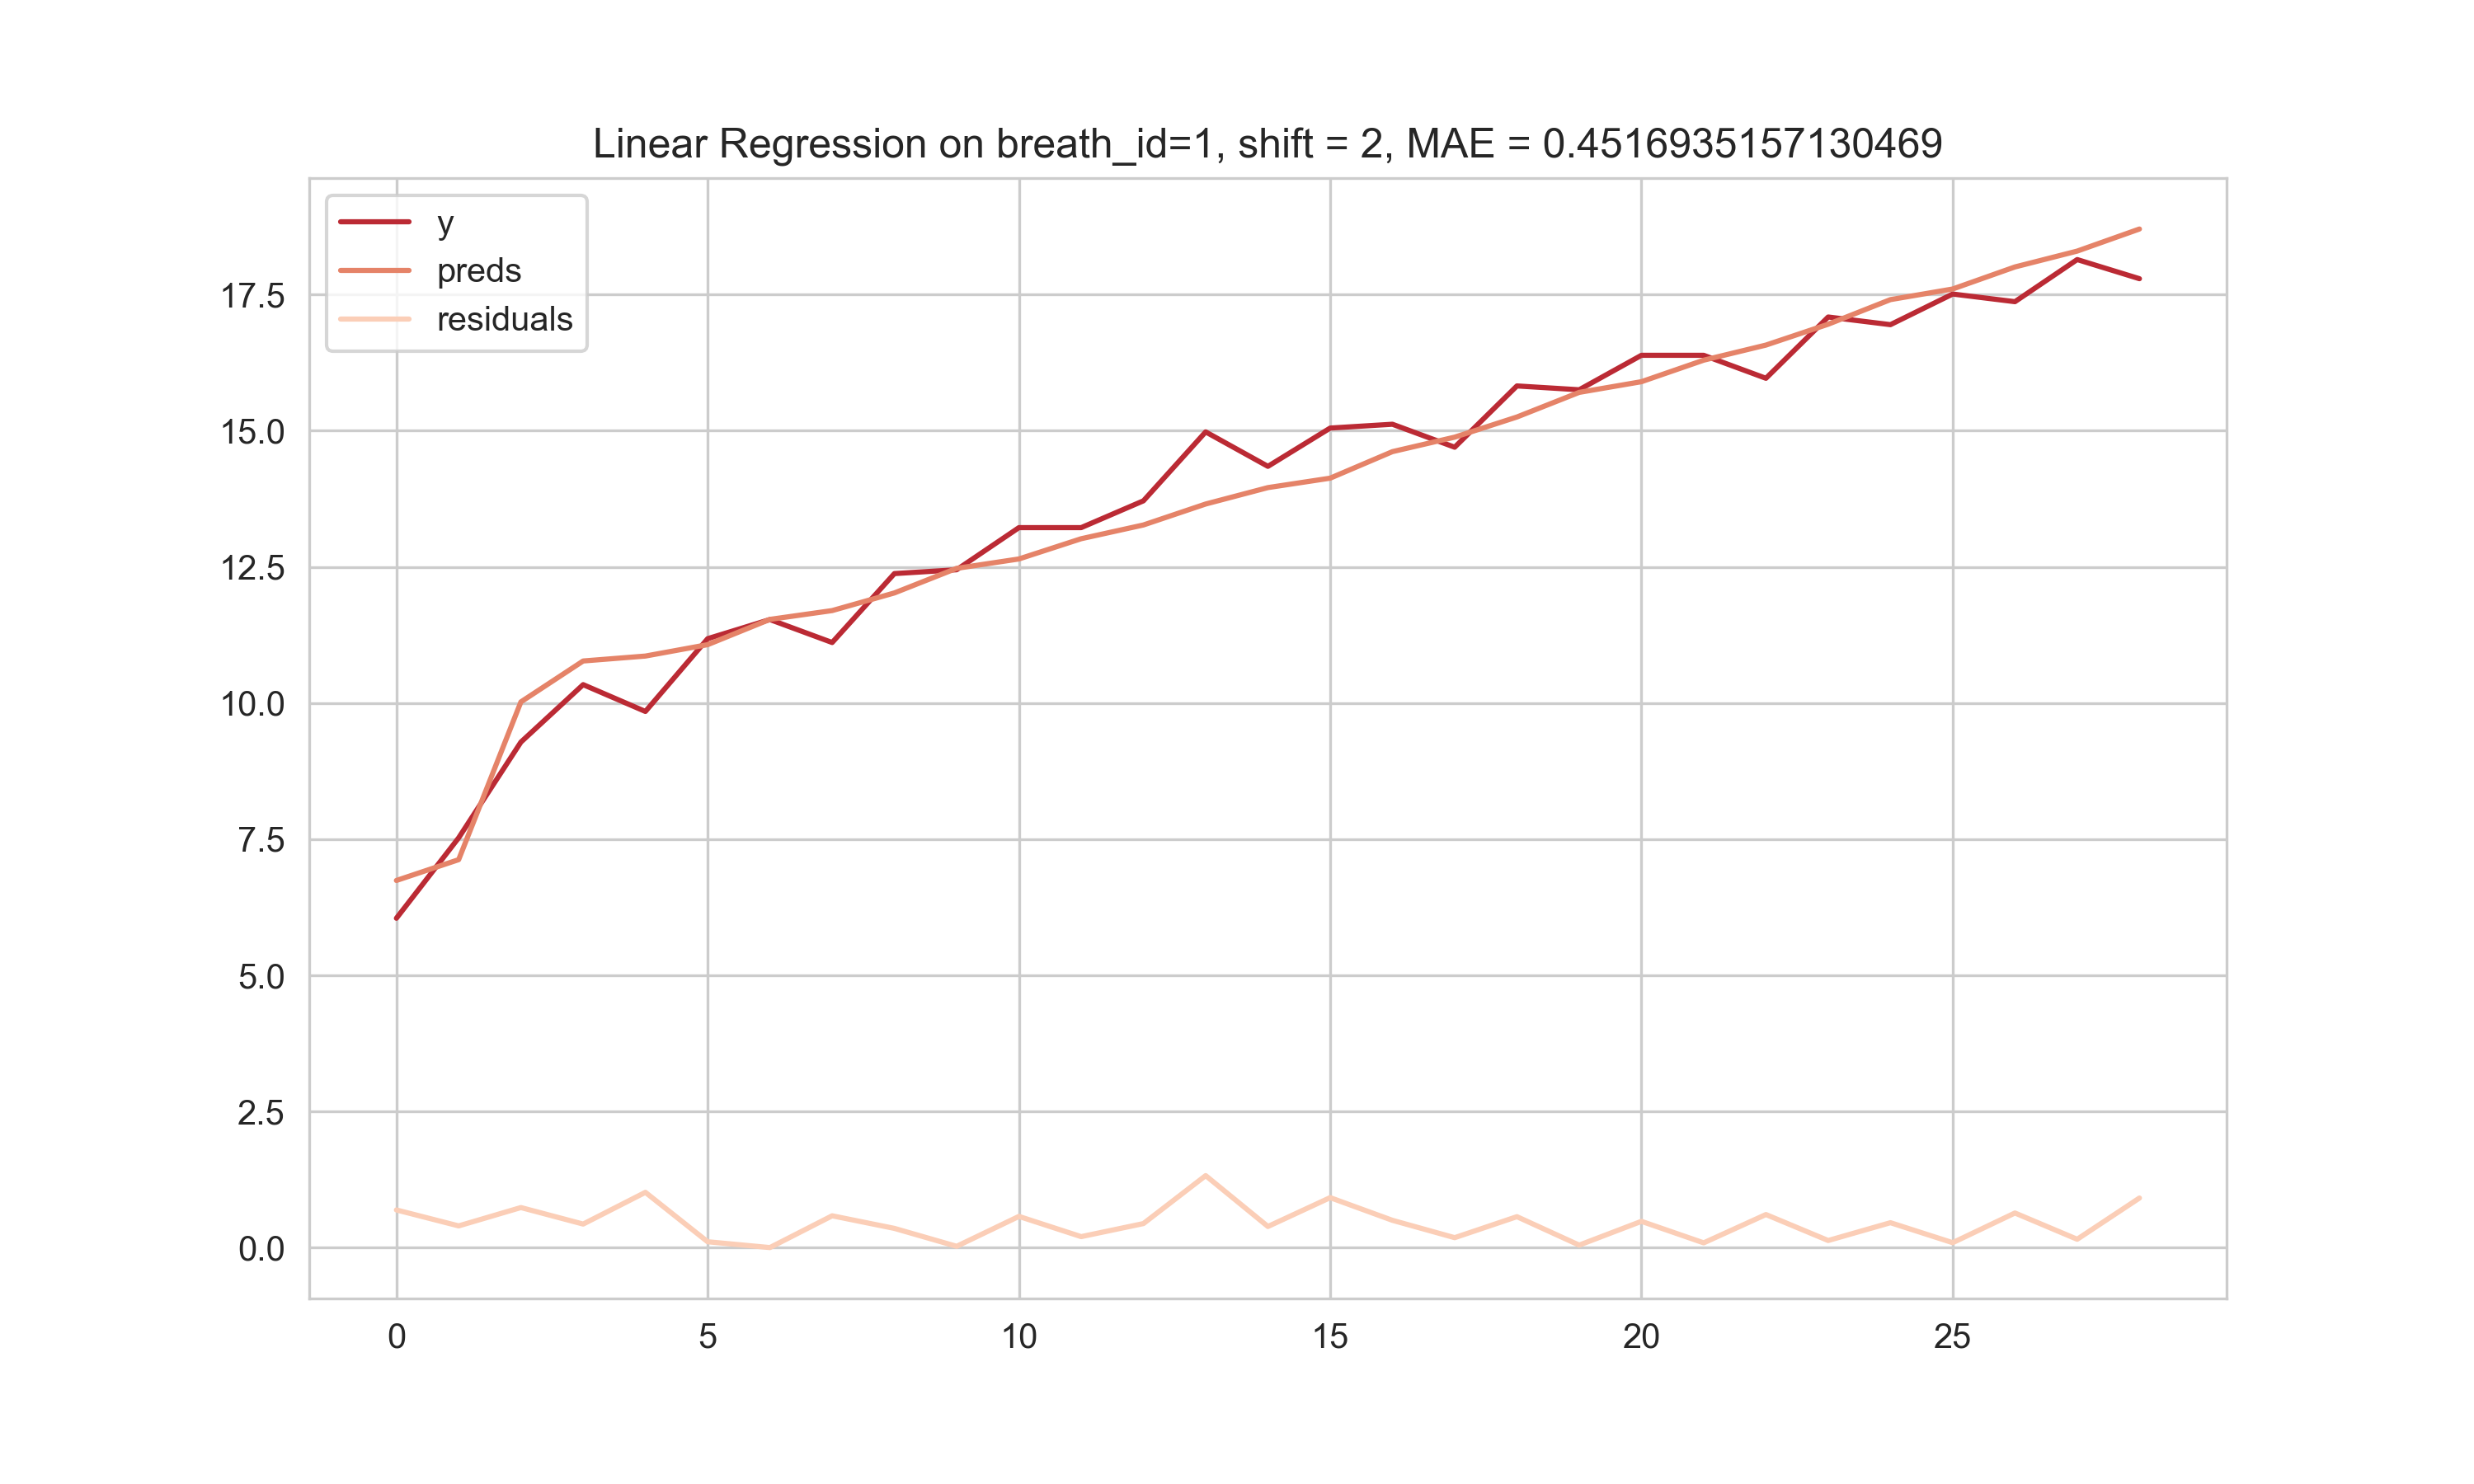 Linear Regression on breath_id=1, shift = 2, MAE = 0.4516935157130469
y
preds
residuals
17.5
15.0
12.5
10.0
7.5
5.0
2.5
0.0
0 5 10 15 20 25